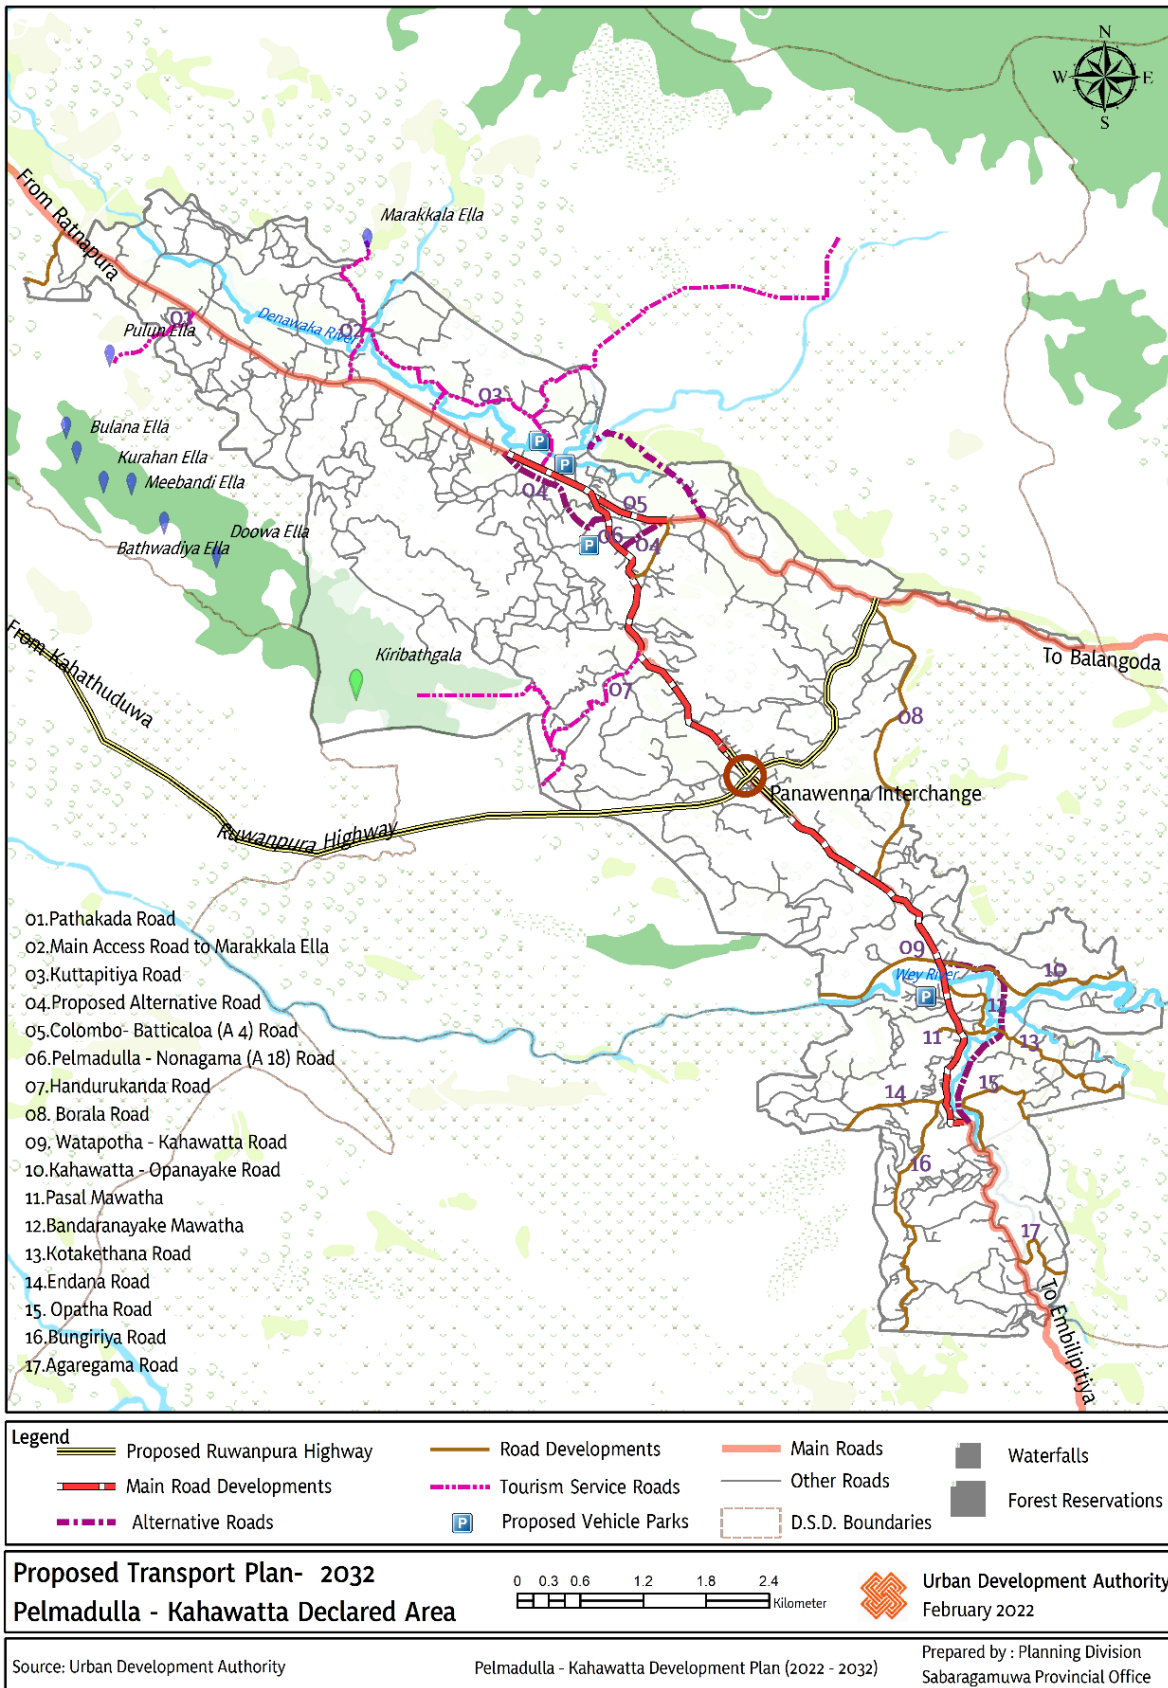 N
W E
S
From Ratnapura
Marakkala Ella
01
Pulun Ella
Denawaka River
02
03
Bulana Ella
Kurahan Ella
Meebandi Ella
Doowa Ella
Bathwadiya Ella
P
P
04
05
06
04
P
Kiribathgala
07
To Balangoda
08
From Kahathuduwa
Panawenna Interchange
Ruwanpura Highway
09
Wey River
10
P
11
13
14
15
16
17
To Embilipitiya
01.Pathakada Road
02.Main Access Road to Marakkala Ella
03.Kuttapitiya Road
04.Proposed Alternative Road
05.Colombo- Batticaloa (A 4) Road
06.Pelmadulla - Nonagama (A 18) Road
07.Handurukanda Road
08. Borala Road
09. Watapotha - Kahawatta Road
10.Kahawatta - Opanayake Road
11.Pasal Mawatha
12.Bandaranayake Mawatha
13.Kotakethana Road
14.Endana Road
15. Opatha Road
16.Bungiriya Road
17.Agaregama Road
Legend
Proposed Ruwanpura Highway
Main Road Developments
Alternative Roads
Road Developments
Tourism Service Roads
P Proposed Vehicle Parks
Main Roads
Other Roads
D.S.D. Boundaries
Waterfalls
Forest Reservations
Proposed Transport Plan- 2032
Pelmadulla - Kahawatta Declared Area
0 0.3 0.6 1.2 1.8 2.4
Kilometer
Urban Development Authority
February 2022
Source: Urban Development Authority
Pelmadulla - Kahawatta Development Plan (2022 - 2032)
Prepared by : Planning Division
Sabaragamuwa Provincial Office